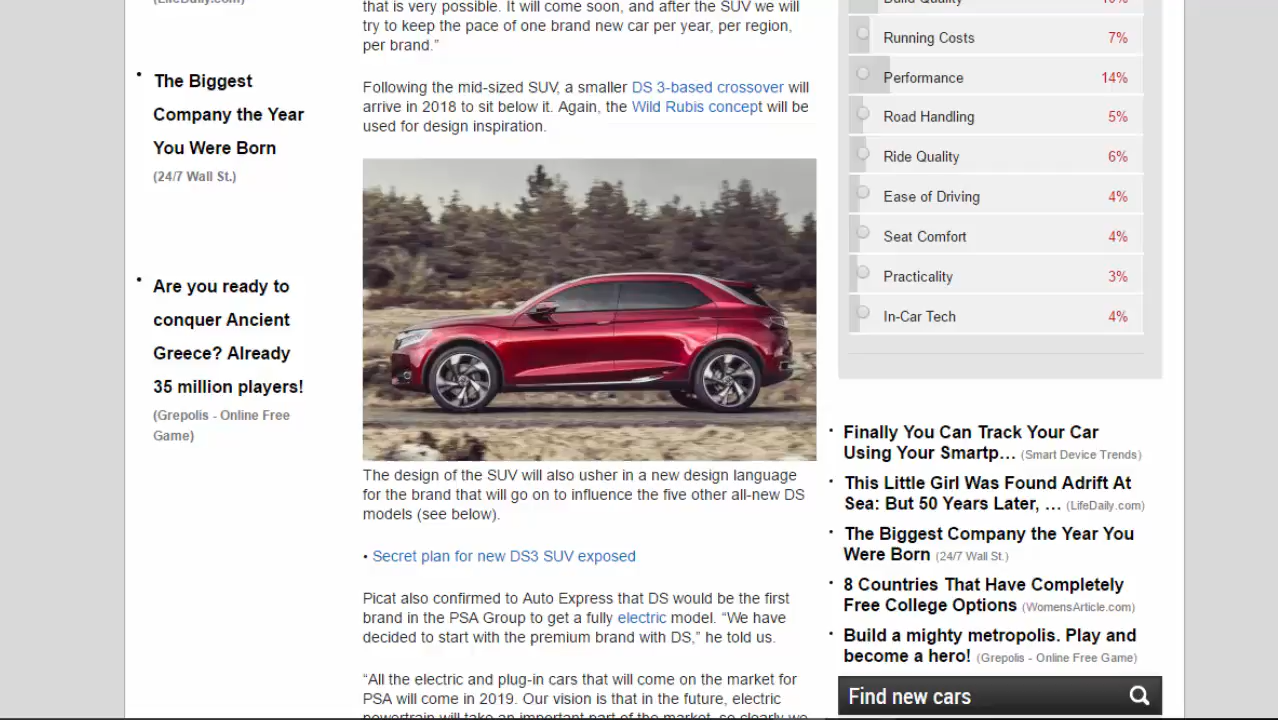 The Biggest
Company the Year
You Were Born
(24/7 Wall St.)
Are you ready to
conquer Ancient
Greece? Already
35 million players!
(Grepolis - Online Free
Game)
that is very possible. It will come soon, and after the SUV we will
try to keep the pace of one brand new car per year, per region,
per brand.”
Following the mid-sized SUV, a smaller DS 3-based crossover will
arrive in 2018 to sit below it. Again, the Wild Rubis concept will be
used for design inspiration.
The design of the SUV will also usher in a new design language
for the brand that will go on to influence the five other all-new DS
models (see below).
• Secret plan for new DS3 SUV exposed
Picat also confirmed to Auto Express that DS would be the first
brand in the PSA Group to get a fully electric model. “We have
decided to start with the premium brand with DS,” he told us.
“All the electric and plug-in cars that will come on the market for
PSA will come in 2019. Our vision is that in the future, electric
powertrain will take an important part of the market, so clearly we
Running Costs 7%
Performance 14%
Road Handling 5%
Ride Quality 6%
Ease of Driving 4%
Seat Comfort 4%
Practicality 3%
In-Car Tech 4%
Finally You Can Track Your Car
Using Your Smartp… (Smart Device Trends)
This Little Girl Was Found Adrift At
Sea: But 50 Years Later, … (LifeDaily.com)
The Biggest Company the Year You
Were Born (24/7 Wall St.)
8 Countries That Have Completely
Free College Options (WomensArticle.com)
Build a mighty metropolis. Play and
become a hero! (Grepolis - Online Free Game)
Find new cars